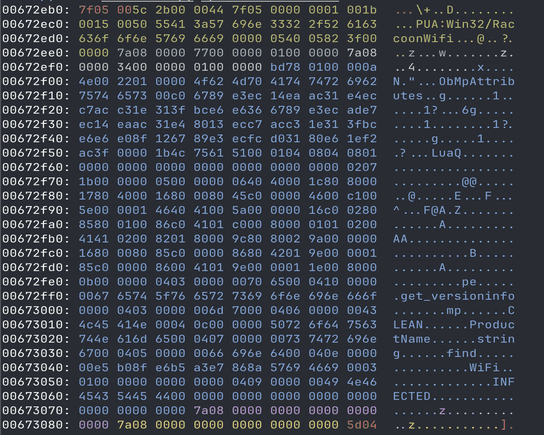 00672eb0: 7f05 005c 2b00 0044 7f05 0000 0001 001b ...\+..D........
00672ec0: 0015 0050 5541 3a57 696e 3332 2f52 6163 ...PUA:Win32/Rac
00672ed0: 636f 6f6e 5769 6669 0000 0540 0582 3f00 coonWifi...@..?.
00672ee0: 0000 7a08 0000 7700 0000 0100 0000 7a08 ..z...w.......z.
00672ef0: 0000 3400 0000 0100 0000 bd78 0100 000a ..4........x....
00672f00: 4e00 2201 0000 4f62 4d70 4174 7472 6962 N."...ObMpAttrib
00672f10: 7574 6573 00c0 6789 e3ec 14ea ac31 e4ec utes..g......1..
00672f20: c7ac c31e 313f bce6 e636 6789 e3ec ade7 ....1?...6g.....
00672f30: ec14 eaac 31e4 8013 ecc7 acc3 1e31 3fbc ....1........1?.
00672f40: e6e6 e08f 1267 89e3 ecfc d031 80e6 1ef2 .....g.....1....
00672f50: ac3f 0000 1b4c 7561 5100 0104 0804 0801 .?...LuaQ.......
00672f60: 0000 0000 0000 0000 0000 0000 0000 0207 ................
00672f70: 1b00 0000 0500 0000 0640 4000 1c80 8000 .........@@.....
00672f80: 1780 4000 1680 0080 45c0 0000 4600 c100 ..@.....E...F...
00672f90: 5e00 0001 4640 4100 5a00 0000 16c0 0280 ^...F@A.Z.......
00672fa0: 8580 0100 86c0 4101 c000 8000 0101 0200 ......A.........
00672fb0: 4141 0200 8201 8000 9c80 8002 9a00 0000 AA..............
00672fc0: 1680 0080 85c0 0000 8680 4201 9e00 0001 ..........B.....
00672fd0: 85c0 0000 8600 4101 9e00 0001 1e00 8000 ......A.........
00672fe0: 0b00 0000 0403 0000 0070 6500 0410 0000 .........pe.....
00672ff0: 0067 6574 5f76 6572 7369 6f6e 696e 666f .get_versioninfo
00673000: 0000 0403 0000 006d 7000 0406 0000 0043 .......mp......C
00673010: 4c45 414e 0004 0c00 0000 5072 6f64 7563 LEAN......Produc
00673020: 744e 616d 6500 0407 0000 0073 7472 696e tName......strin
00673030: 6700 0405 0000 0066 696e 6400 040e 0000 g......find.....
00673040: 00e5 b08f e6b5 a3e7 868a 5769 4669 0003 ..........WiFi..
00673050: 0100 0000 0000 0000 0409 0000 0049 4e46 .............INF
00673060: 4543 5445 4400 0000 0000 0000 0000 0000 ECTED...........
00673070: 0000 0000 7a08 0000 0000 0000 0000 0000 ....z...........
00673080: 0000 7a08 0000 0000 0000 0000 0000 5d04 ..z...........].